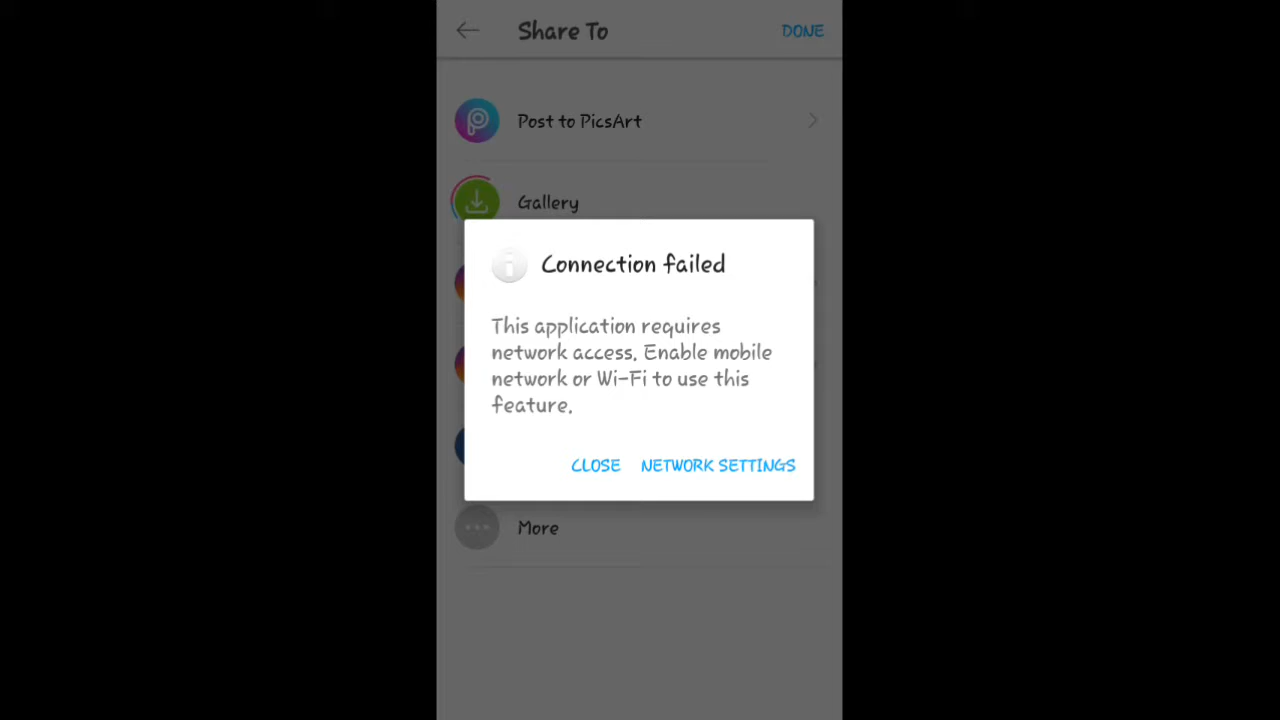 Share To
DONE
Post to PicsArt
Gallery
Connection failed
This application requires
network access. Enable mobile
network or Wi-Fi to use this
feature.
CLOSE
NETWORK SETTINGS
More